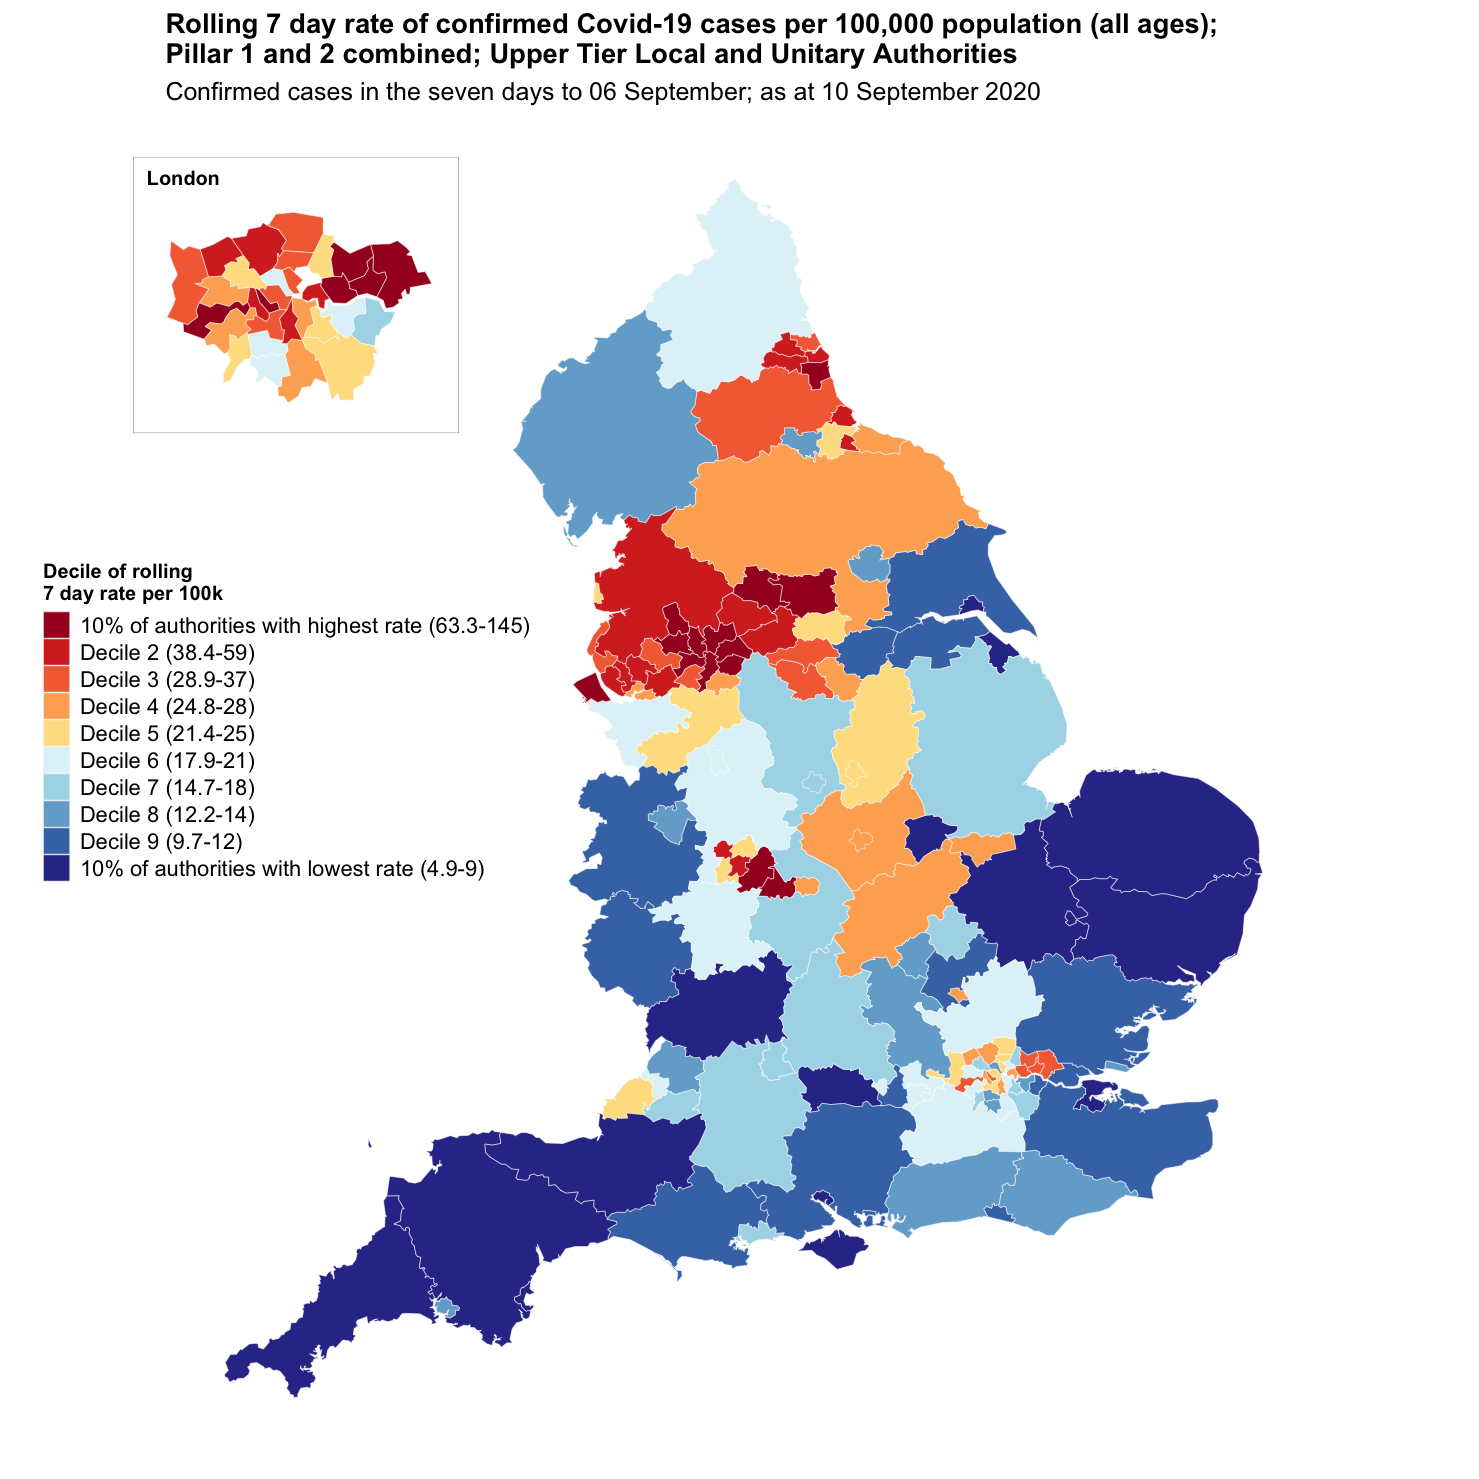 Rolling 7 day rate of confirmed Covid-19 cases per 100,000 population (all ages);
Pillar 1 and 2 combined; Upper Tier Local and Unitary Authorities
Confirmed cases in the seven days to 06 September; as at 10 September 2020
London
Decile of rolling
7 day rate per 100k
10% of authorities with highest rate (63.3-145)
Decile 2 (38.4-59)
Decile 3 (28.9-37)
Decile 4 (24.8-28)
Decile 5 (21.4-25)
Decile 6 (17.9-21)
Decile 7 (14.7-18)
Decile 8 (12.2-14)
Decile 9 (9.7-12)
10% of authorities with lowest rate (4.9-9)